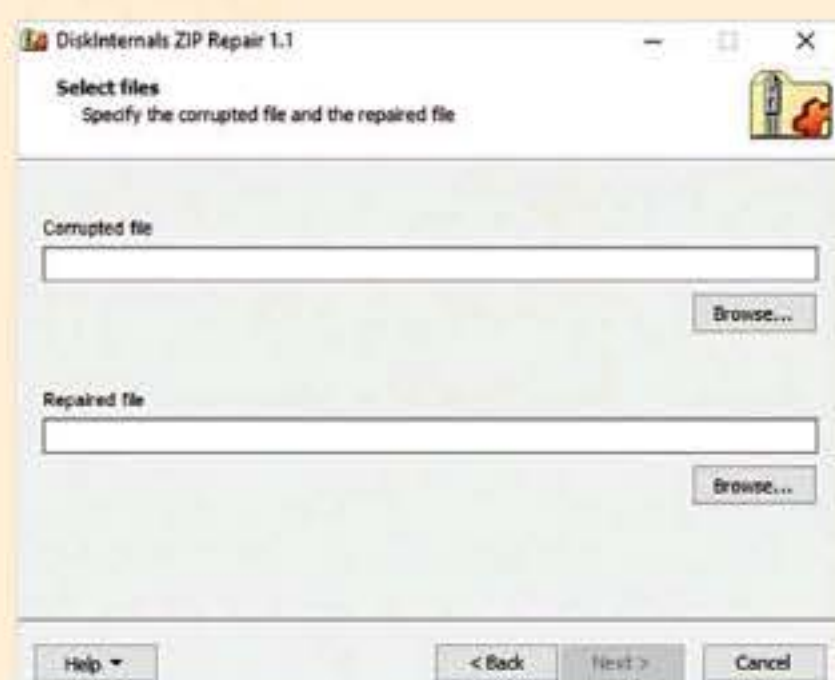 DiskInternals ZIP Repair 1.1
Select files
Specify the corrupted file and the repaired file
Corrupted file
Browse...
Repaired file
Browse...
Help
< Back
Next >
Cancel